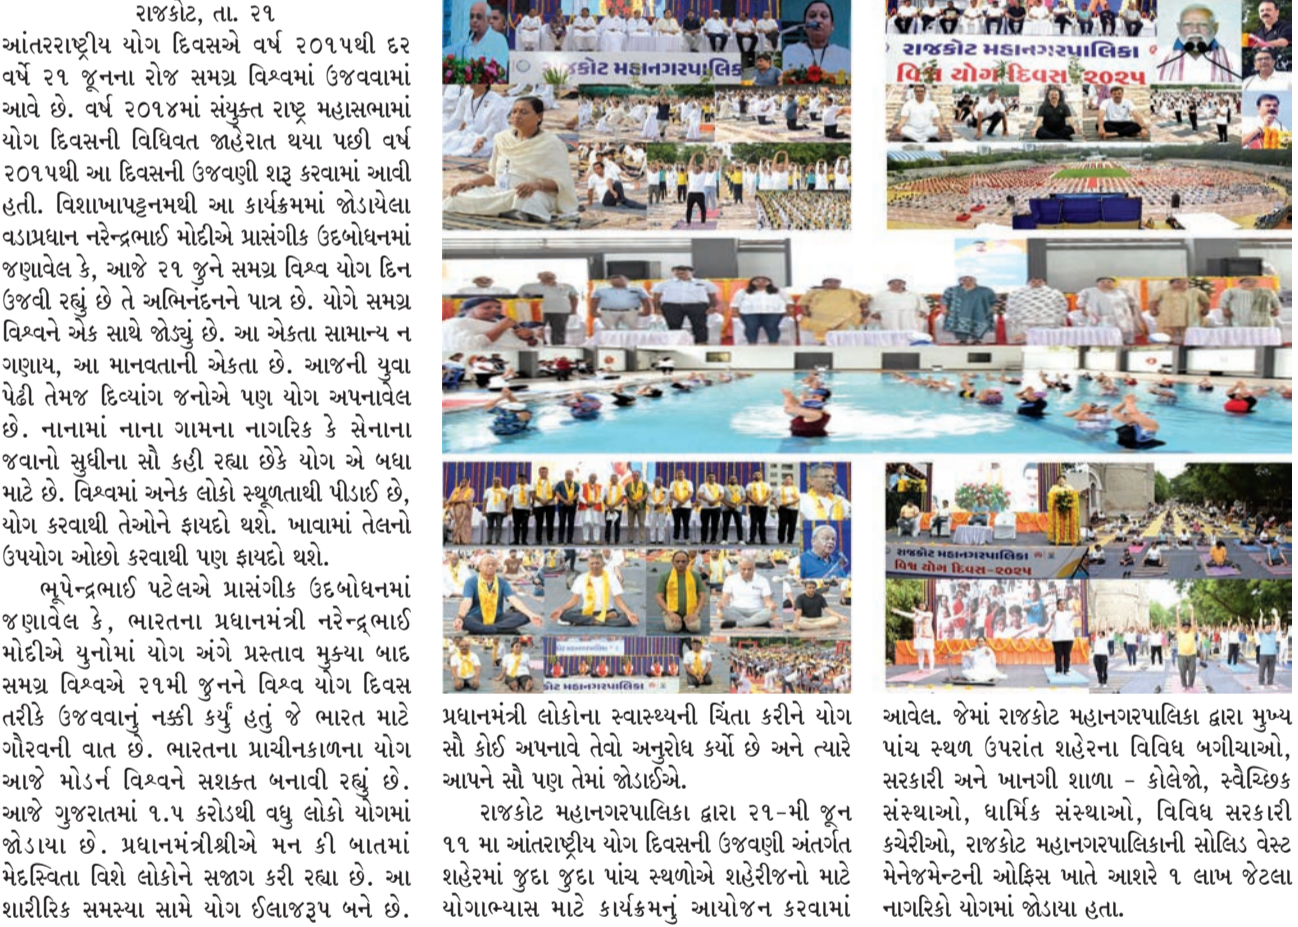 રાજકોટ, તા. ૨૧
આંતરરાષ્ટ્રીય યોગ દિવસએ વર્ષ ૨૦૧૫થી દર
વર્ષે ૨૧ જૂનના રોજ સમગ્ર વિશ્વમાં ઉજવવામાં
આવે છે. વર્ષ ૨૦૧૪માં સંયુક્ત રાષ્ટ્ર મહાસભામાં
યોગ દિવસની વિધિવત જાહેરાત થયા પછી વર્ષ
૨૦૧૫થી આ દિવસની ઉજવણી શરૂ કરવામાં આવી
હતી. વિશાખાપટ્ટનમથી આ કાર્યક્રમમાં જોડાયેલા
વડાપ્રધાન નરેન્દ્રભાઈ મોદીએ પ્રાસંગીક ઉદબોધનમાં
જણાવેલ કે, આજે ૨૧ જુને સમગ્ર વિશ્વ યોગ દિન
ઉજવી રહ્યું છે તે અભિનંદનને પાત્ર છે. યોગે સમગ્ર
વિશ્વને એક સાથે જોડ્યું છે. આ એકતા સામાન્ય ન
ગણાય, આ માનવતાની એકતા છે. આજની યુવા
પેઢી તેમજ દિવ્યાંગ જનોએ પણ યોગ અપનાવેલ
છે. નાનામાં નાના ગામના નાગરિક કે સેનાના
જવાનો સુધીના સૌ કહી રહ્યા છેકે યોગ એ બધા
માટે છે. વિશ્વમાં અનેક લોકો સ્થૂળતાથી પીડાઈ છે,
યોગ કરવાથી તેઓને ફાયદો થશે. ખાવામાં તેલનો
ઉપયોગ ઓછો કરવાથી પણ ફાયદો થશે.
ભૂપેન્દ્રભાઈ પટેલએ પ્રાસંગીક ઉદબોધનમાં
જણાવેલ કે, ભારતના પ્રધાનમંત્રી નરેન્દ્રભાઈ
મોદીએ યુનોમાં યોગ અંગે પ્રસ્તાવ મુક્યા બાદ
સમગ્ર વિશ્વએ ૨૧મી જુનને વિશ્વ યોગ દિવસ
તરીકે ઉજવવાનું નક્કી કર્યું હતું જે ભારત માટે
ગૌરવની વાત છે. ભારતના પ્રાચીનકાળના યોગ
આજે મોડર્ન વિશ્વને સશક્ત બનાવી રહ્યું છે.
આજે ગુજરાતમાં ૧.૫ કરોડથી વધુ લોકો યોગમાં
જોડાયા છે. પ્રધાનમંત્રીશ્રીએ મન કી બાતમાં
મેદસ્વિતા વિશે લોકોને સજાગ કરી રહ્યા છે. આ
શારીરિક સમસ્યા સામે યોગ ઈલાજરૂપ બને છે.
રાજકોટ મહાનગરપાલિકા
રાજકોટ મહાનગરપાલિકા
વિશ્વ યોગ દિવસ-૨૦૨૫
રાજકોટ મહાનગરપાલિકા
વિશ્વ યોગ દિવસ-૨૦૨૫
કોટ મહાનગરપાલિકા
પ્રધાનમંત્રી લોકોના સ્વાસ્થ્યની ચિંતા કરીને યોગ
સૌ કોઈ અપનાવે તેવો અનુરોધ કર્યો છે અને ત્યારે
આપને સૌ પણ તેમાં જોડાઈએ.
રાજકોટ મહાનગરપાલિકા દ્વારા ૨૧-મી જૂન
૧૧ મા આંતરાષ્ટ્રીય યોગ દિવસની ઉજવણી અંતર્ગત
શહેરમાં જુદા જુદા પાંચ સ્થળોએ શહેરીજનો માટે
યોગાભ્યાસ માટે કાર્યક્રમનું આયોજન કરવામાં
આવેલ. જેમાં રાજકોટ મહાનગરપાલિકા દ્વારા મુખ્ય
પાંચ સ્થળ ઉપરાંત શહેરના વિવિધ બગીચાઓ,
સરકારી અને ખાનગી શાળા - કોલેજો, સ્વૈચ્છિક
સંસ્થાઓ, ધાર્મિક સંસ્થાઓ, વિવિધ સરકારી
કચેરીઓ, રાજકોટ મહાનગરપાલિકાની સોલિડ વેસ્ટ
મેનેજમેન્ટની ઓફિસ ખાતે આશરે ૧ લાખ જેટલા
નાગરિકો યોગમાં જોડાયા હતા.